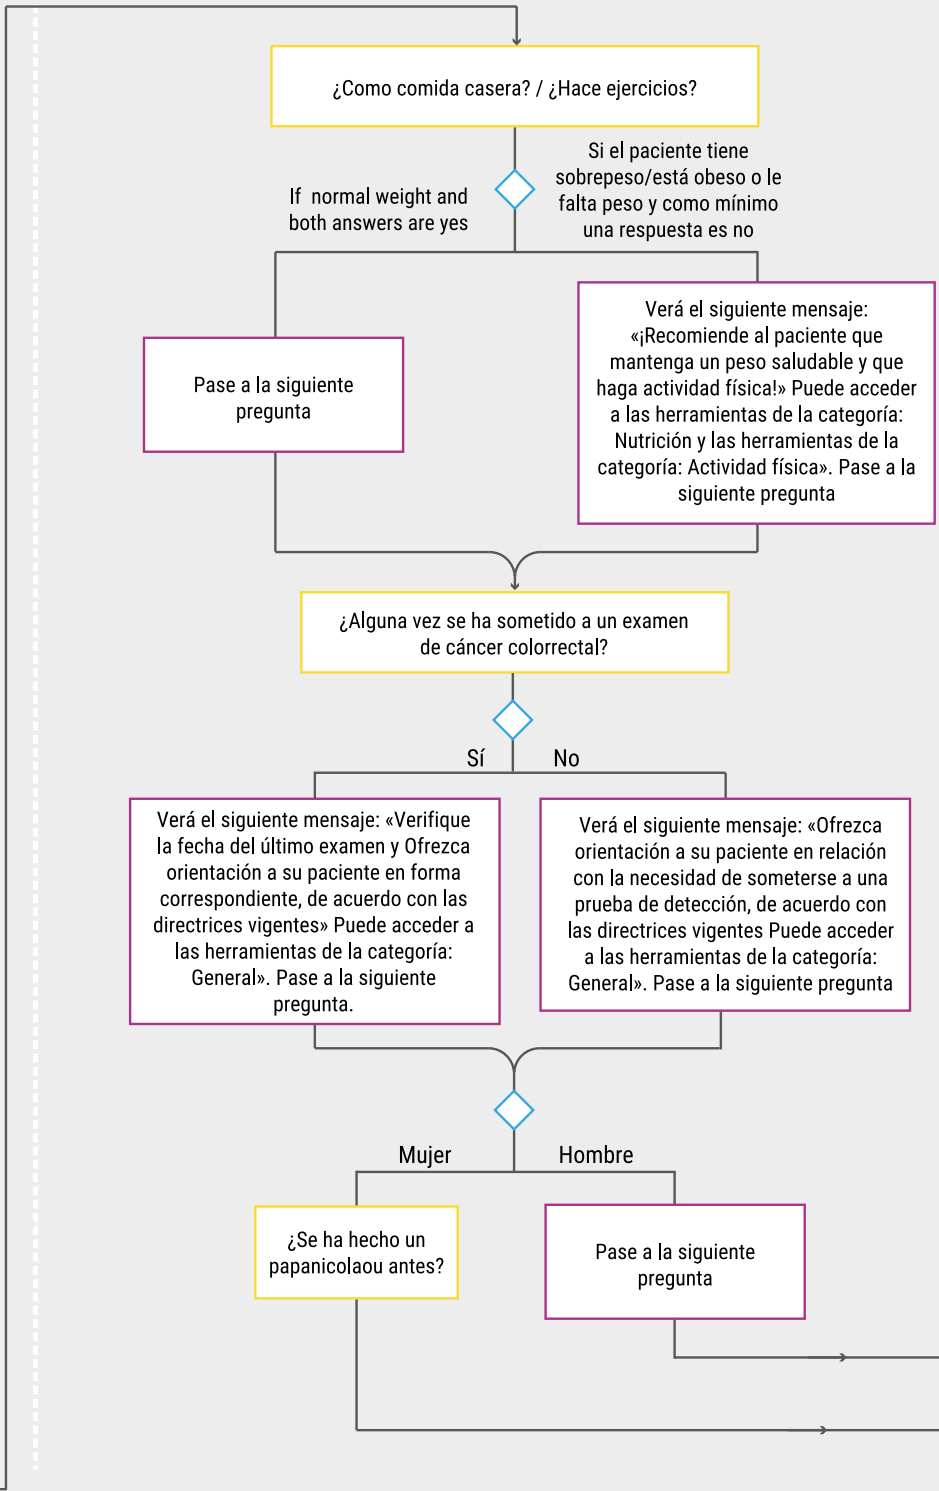 ¿Como comida casera? / ¿Hace ejercicios?
If normal weight and
both answers are yes
Si el paciente tiene
sobrepeso/está obeso o le
falta peso y como mínimo
una respuesta es no
Pase a la siguiente
pregunta
Verá el siguiente mensaje:
«¡Recomiende al paciente que
mantenga un peso saludable y que
haga actividad física!» Puede acceder
a las herramientas de la categoría:
Nutrición y las herramientas de la
categoría: Actividad física». Pase a la
siguiente pregunta
¿Alguna vez se ha sometido a un examen
de cáncer colorrectal?
Sí
No
Verá el siguiente mensaje: «Verifique
la fecha del último examen y Ofrezca
orientación a su paciente en forma
correspondiente, de acuerdo con las
directrices vigentes» Puede acceder a
las herramientas de la categoría:
General». Pase a la siguiente
pregunta.
Verá el siguiente mensaje: «Ofrezca
orientación a su paciente en relación
con la necesidad de someterse a una
prueba de detección, de acuerdo con
las directrices vigentes Puede acceder
a las herramientas de la categoría:
General». Pase a la siguiente pregunta
Mujer
Hombre
¿Se ha hecho un
papanicolaou antes?
Pase a la siguiente
pregunta